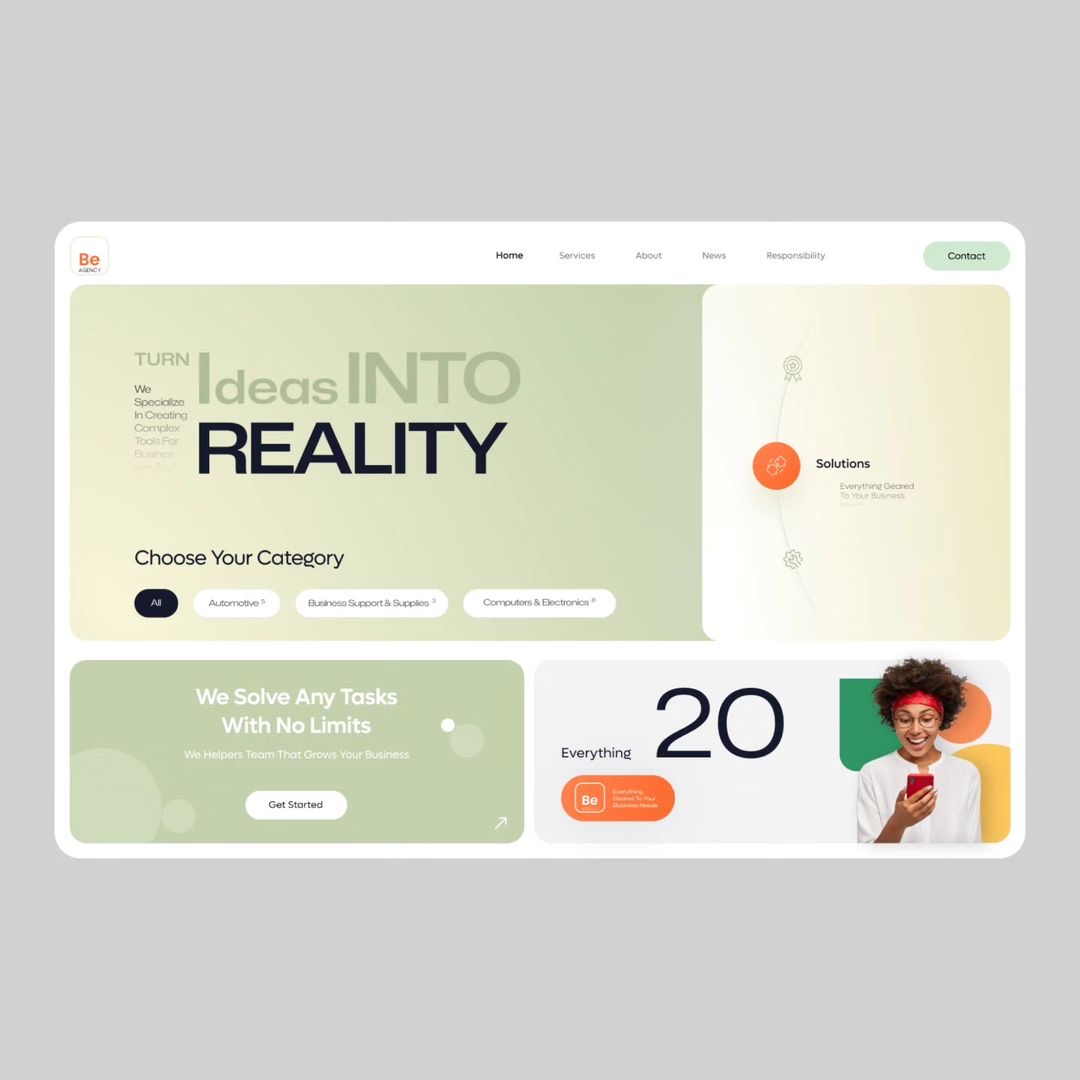 Be
AGENCY
Home
Services
About
News
Responsibility
Contact
TURN
Ideas INTO
REALITY
We
Specialize
In Creating
Complex
Tools For
Busines
Solutions
Everything Geared
To Your Business
Choose Your Category
All
Automotive 5
Business Support & Supplies 3
Computers & Electronics
We Solve Any Tasks
With No Limits
We Helpers Team That Grows Your Business
Get Started
Everything
20
Be
Everything
Geared To Your
Business Needs